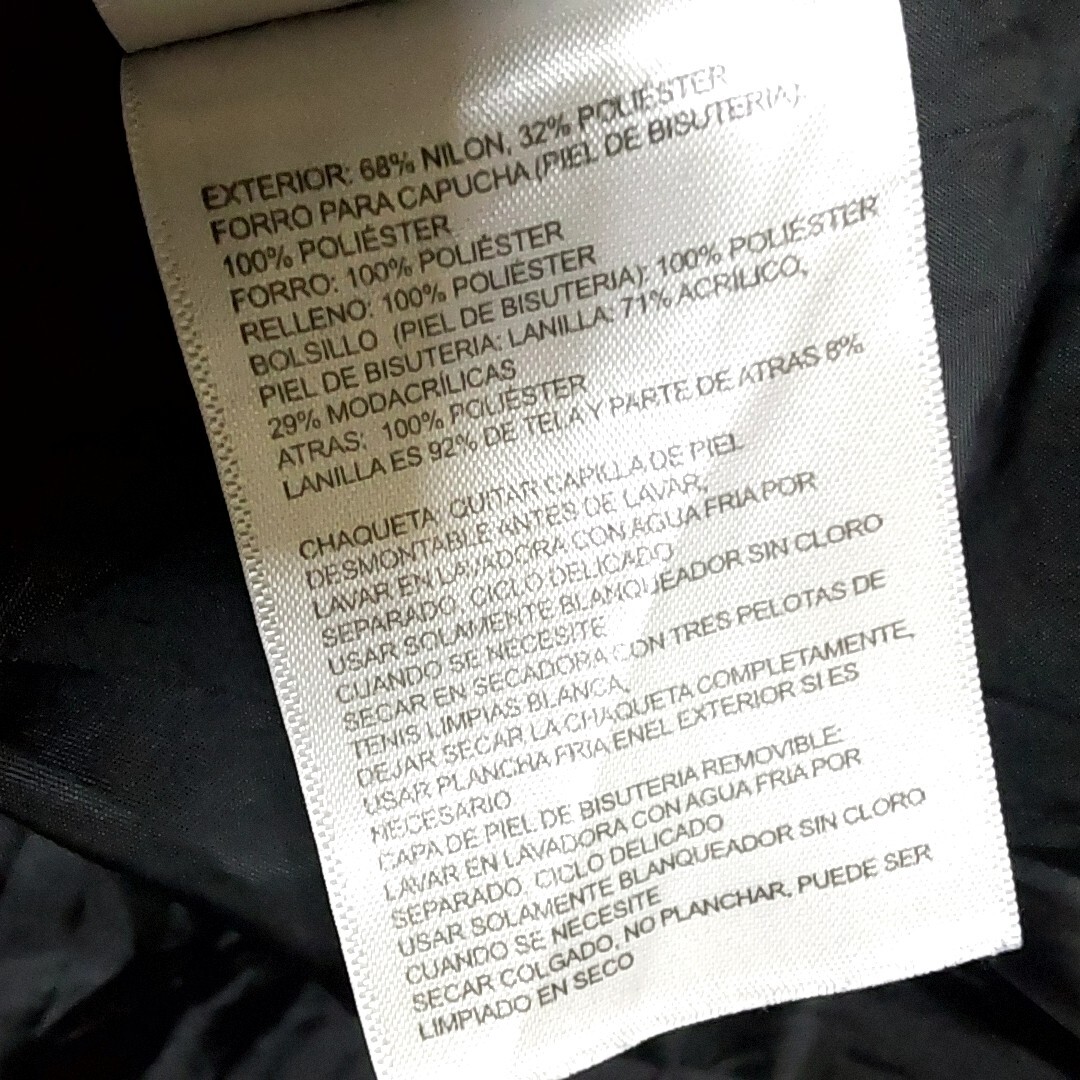 EXTERIOR: 68% NILON, 32% POLIÉSTER
FORRO PARA CAPUCHA (PIEL DE BISUTERIA):
100% POLIÉSTER
FORRO: 100% POLIÉSTER
RELLENO: 100% POLIÉSTER
BOLSILLO (PIEL DE BISUTERIA): 100% POLIÉSTER
PIEL DE BISUTERIA: LANILLA: 71% ACRÍLICO,
29% MODACRÍLICAS
ATRAS: 100% POLIÉSTER
LANILLA ES 92% DE TELA Y PARTE DE ATRAS 8%
CHAQUETA: QUITAR CAPILLA DE PIEL
DESMONTABLE ANTES DE LAVAR,
LAVAR EN LAVADORA CON AGUA FRIA POR
SEPARADO, CICLO DELICADO
USAR SOLAMENTE BLANQUEADOR SIN CLORO
CUANDO SE NECESITE
SECAR EN SECADORA CON TRES PELOTAS DE
TENIS LIMPIAS BLANCA,
DEJAR SECAR LA CHAQUETA COMPLETAMENTE,
USAR PLANCHA FRIA ENEL EXTERIOR SI ES
NECESARIO
CAPA DE PIEL DE BISUTERIA REMOVIBLE:
LAVAR EN LAVADORA CON AGUA FRIA POR
SEPARADO, CICLO DELICADO
USAR SOLAMENTE BLANQUEADOR SIN CLORO
CUANDO SE NECESITE
SECAR COLGADO, NO PLANCHAR, PUEDE SER
LIMPIADO EN SECO